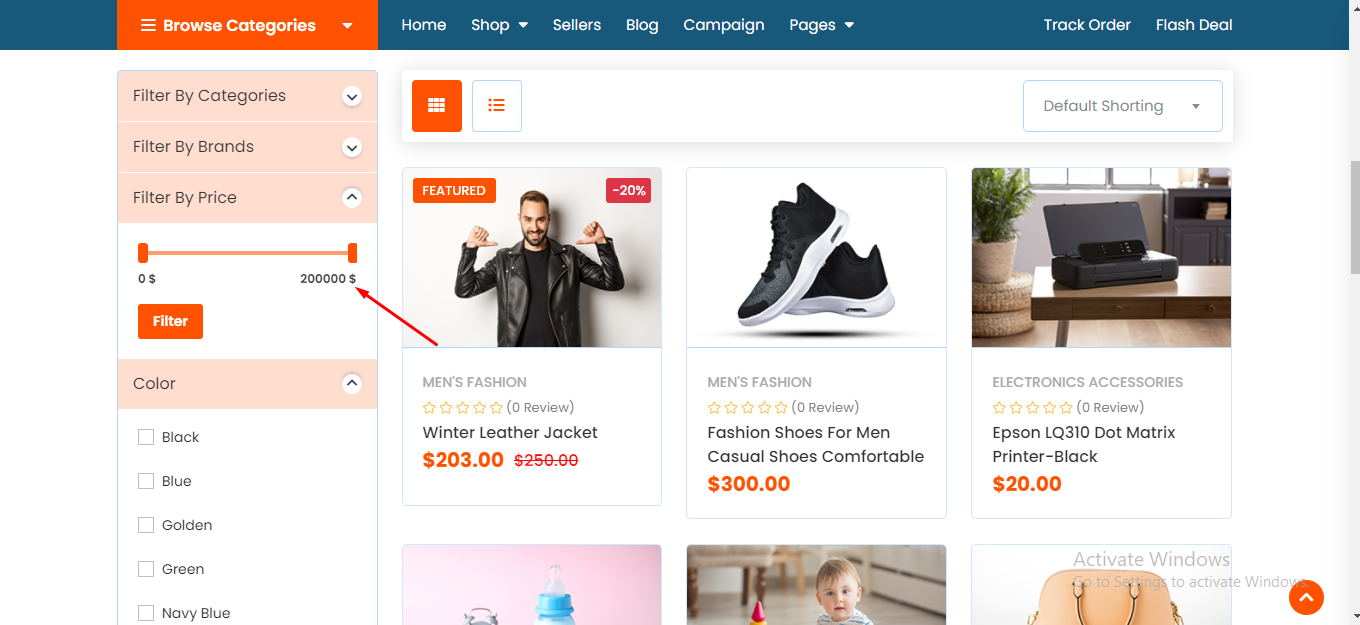 Browse Categories
Home Shop Sellers Blog Campaign Pages
Track Order Flash Deal
Filter By Categories
Filter By Brands
Filter By Price
0 $ 200000 $
Filter
Color
Black
Blue
Golden
Green
Navy Blue
Default Shorting
FEATURED
-20%
MEN'S FASHION
(0 Review)
Winter Leather Jacket
$203.00 $250.00
MEN'S FASHION
(0 Review)
Fashion Shoes For Men
Casual Shoes Comfortable
$300.00
ELECTRONICS ACCESSORIES
(0 Review)
Epson LQ310 Dot Matrix
Printer-Black
$20.00
Activate Windows
Go to Settings to activate Windows.